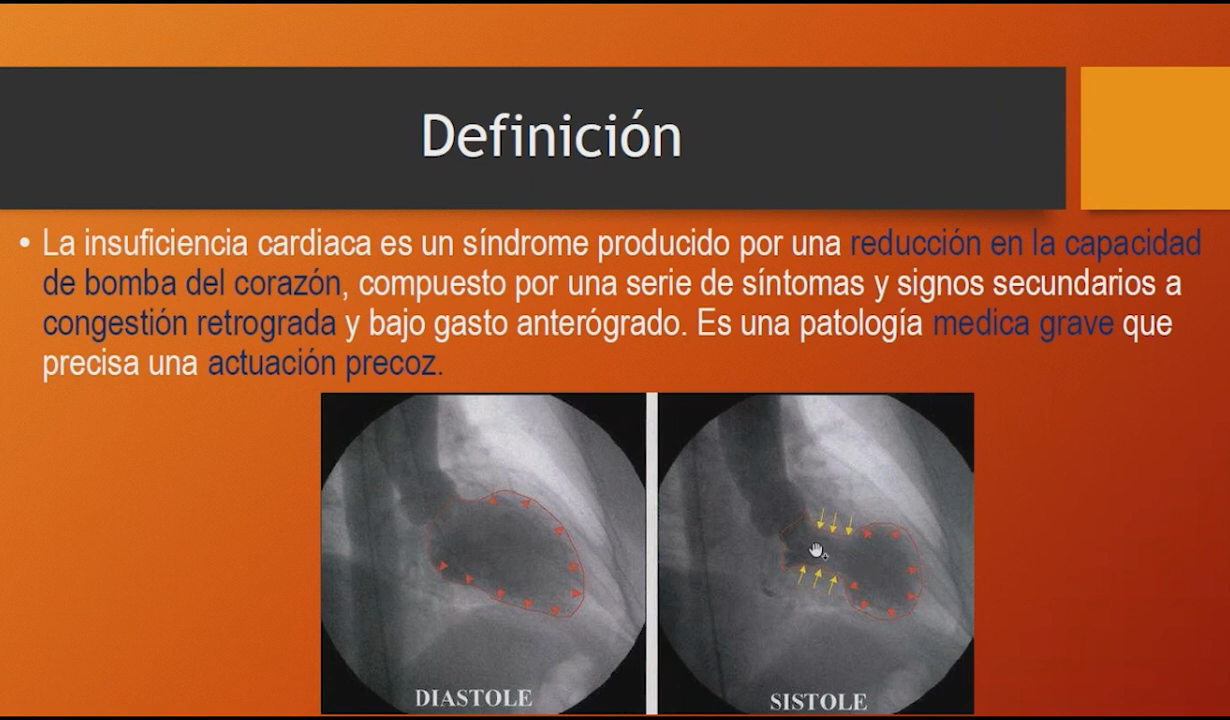 Definición
• La insuficiencia cardiaca es un síndrome producido por una reducción en la capacidad
de bomba del corazón, compuesto por una serie de síntomas y signos secundarios a
congestión retrograda y bajo gasto anterógrado. Es una patología medica grave que
precisa una actuación precoz.
DIASTOLE
SISTOLE